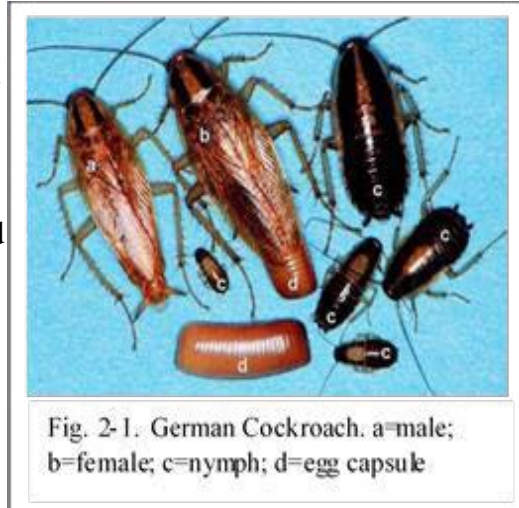 a
b
c
c
c
c
c
d
d
d
Fig. 2-1. German Cockroach. a=male;
b=female; c=nymph; d=egg capsule